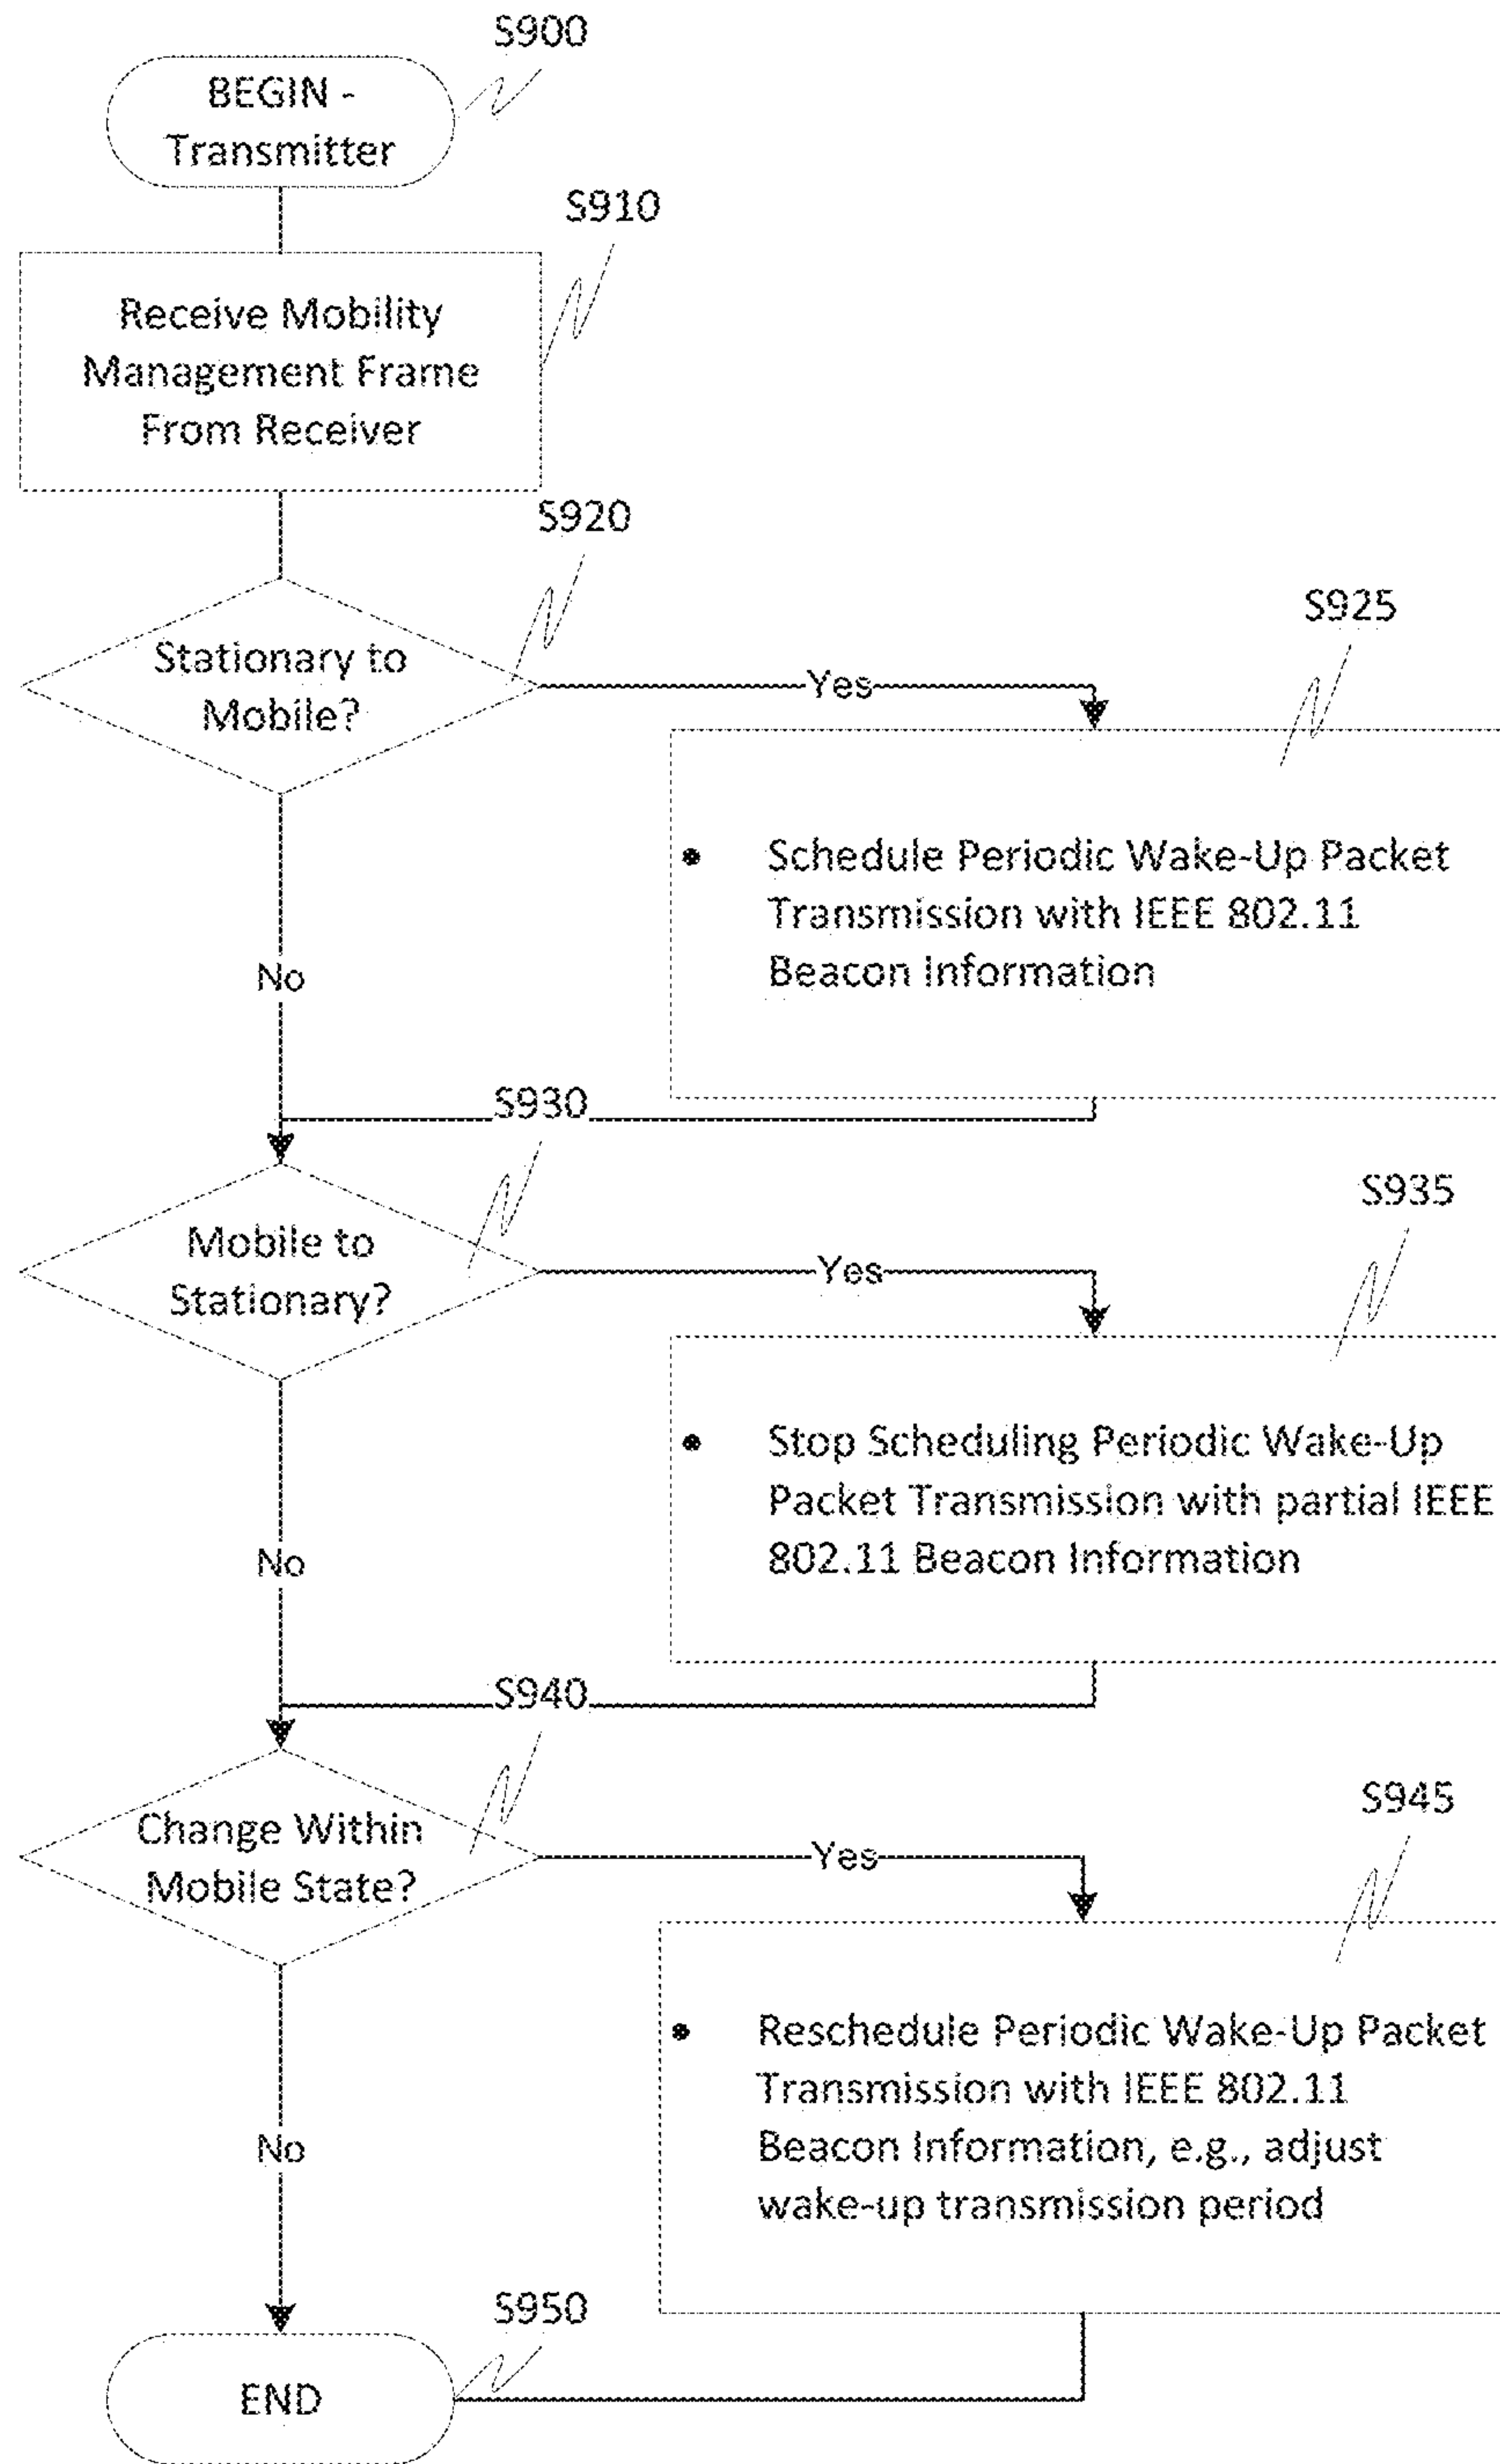 S900
BEGIN -
Transmitter
S910
Receive Mobility
Management Frame
From Receiver
S920
Stationary to
Mobile?
Yes
S925
• Schedule Periodic Wake-Up Packet
Transmission with IEEE 802.11
Beacon Information
No
S930
Mobile to
Stationary?
Yes
S935
• Stop Scheduling Periodic Wake-Up
Packet Transmission with partial IEEE
802.11 Beacon Information
No
S940
Change Within
Mobile State?
Yes
S945
• Reschedule Periodic Wake-Up Packet
Transmission with IEEE 802.11
Beacon Information, e.g., adjust
wake-up transmission period
No
S950
END